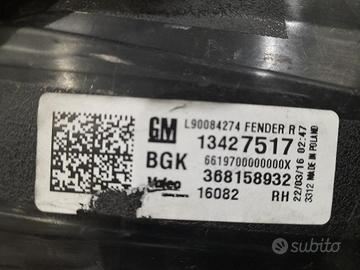 GM
L90084274 FENDER R
13427517
BGK
6619700000000X
368158932
Valeo
16082
RH
22/03/16 02:47
3312 MADE IN POLAND
subito